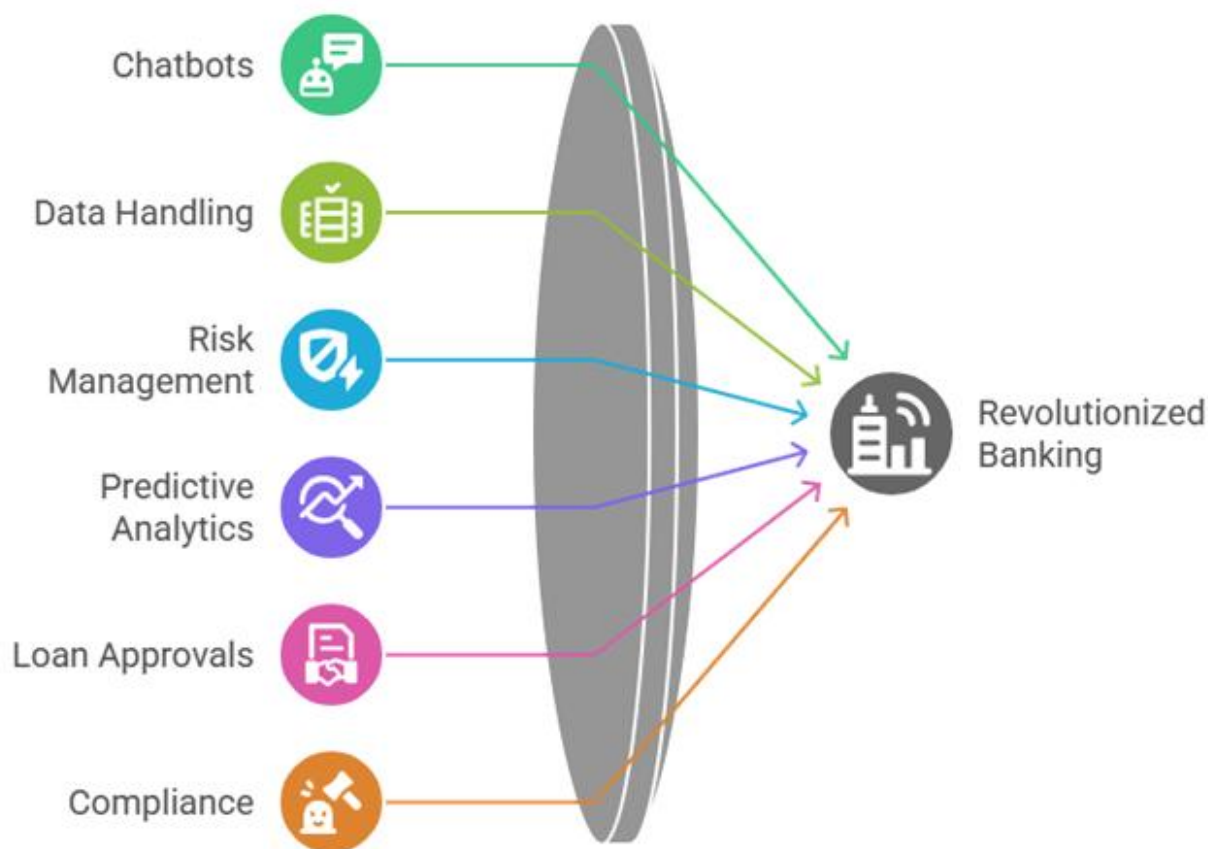 Chatbots
Data Handling
Risk
Management
Revolutionized
Banking
Predictive
Analytics
Loan Approvals
Compliance